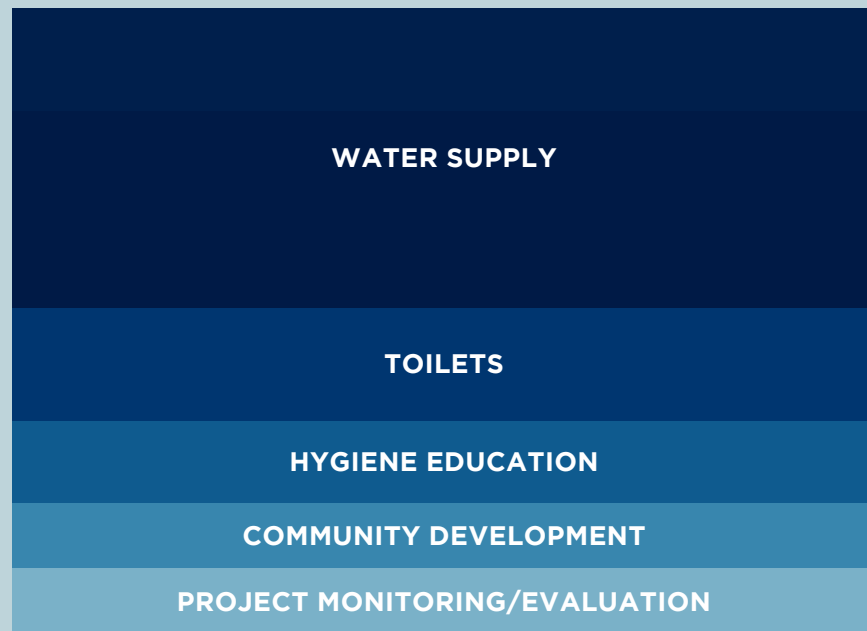 WATER SUPPLY
TOILETS
HYGIENE EDUCATION
COMMUNITY DEVELOPMENT
PROJECT MONITORING/EVALUATION